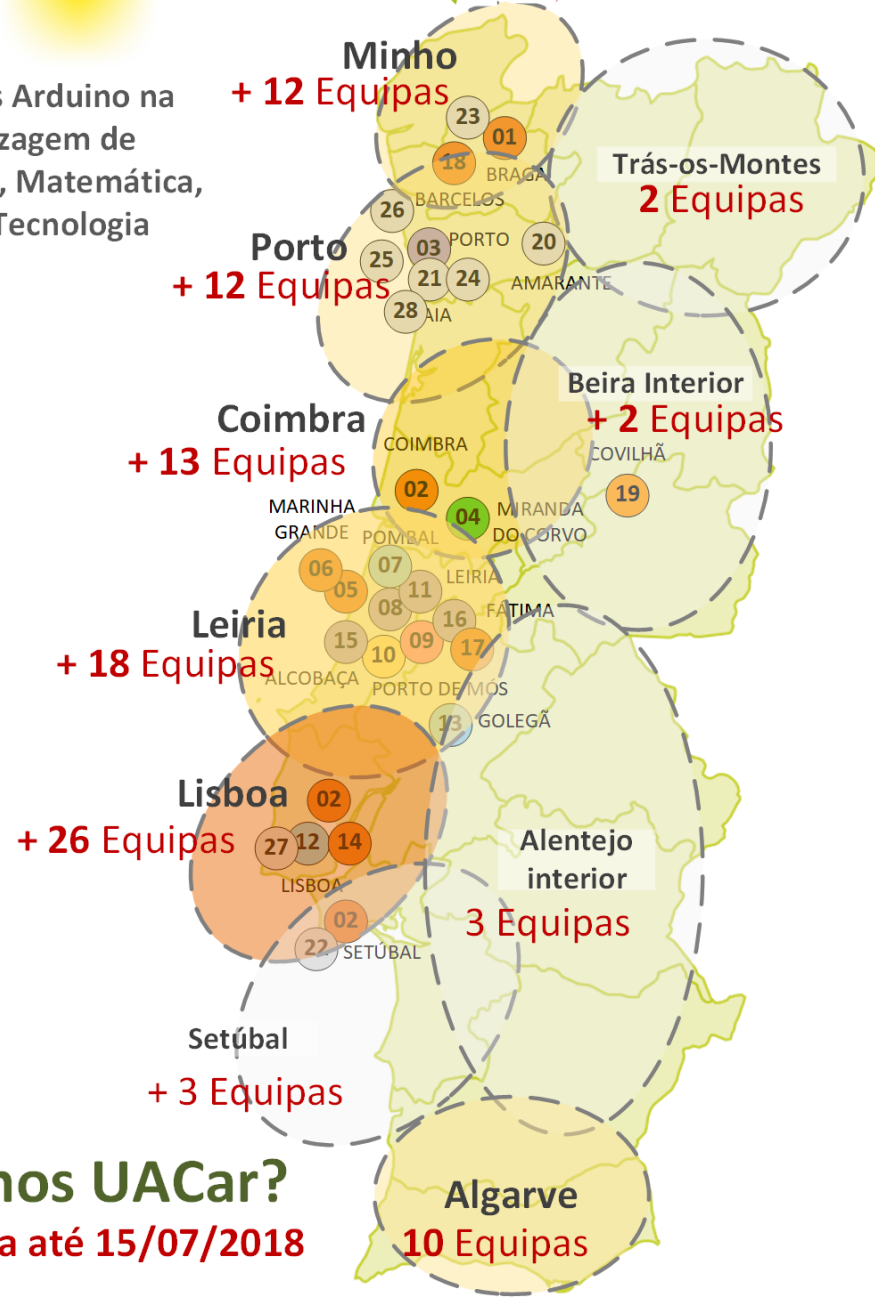 Minho
+ 12 Equipas
s Arduino na
zagem de
, Matemática,
Tecnologia
23
01
18
BRAGA
BARCELOS
Trás-os-Montes
2 Equipas
26
Porto
03
PORTO
20
25
21
24
+ 12 Equipas
AMARANTE
28
AIA
Beira Interior
+ 2 Equipas
COVILHÃ
19
Coimbra
+ 13 Equipas
COIMBRA
02
04
MIRANDA
DO CORVO
MARINHA
GRANDE
POMBAL
06
05
07
11
LEIRIA
08
16
FÁTIMA
Leiria
+ 18 Equipas
15
10
09
17
ALCOBAÇA
PORTO DE MÓS
13
GOLEGÃ
Lisboa
+ 26 Equipas
02
27
12
14
LISBOA
Alentejo
interior
3 Equipas
02
22
SETÚBAL
Setúbal
+ 3 Equipas
nos UACar?
a até 15/07/2018
Algarve
10 Equipas